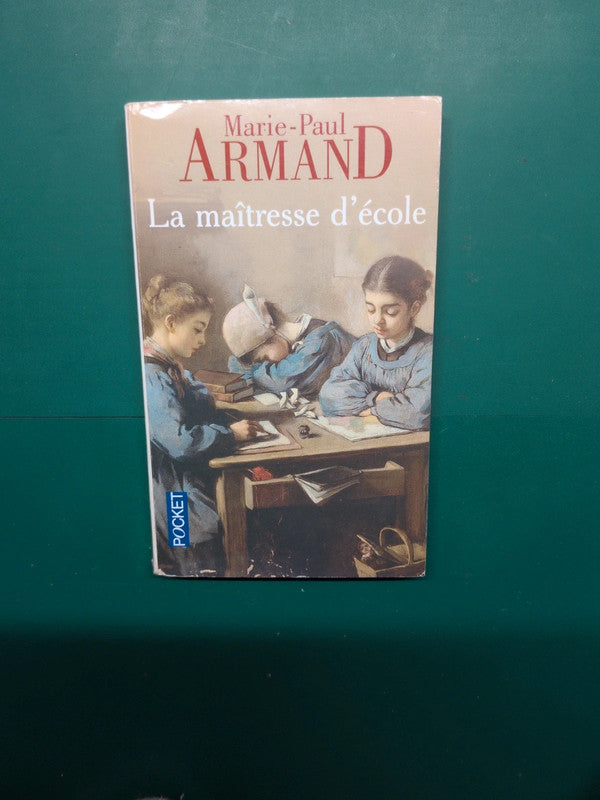 Marie-Paul
ARMAND
La maîtresse d'école
POCKET